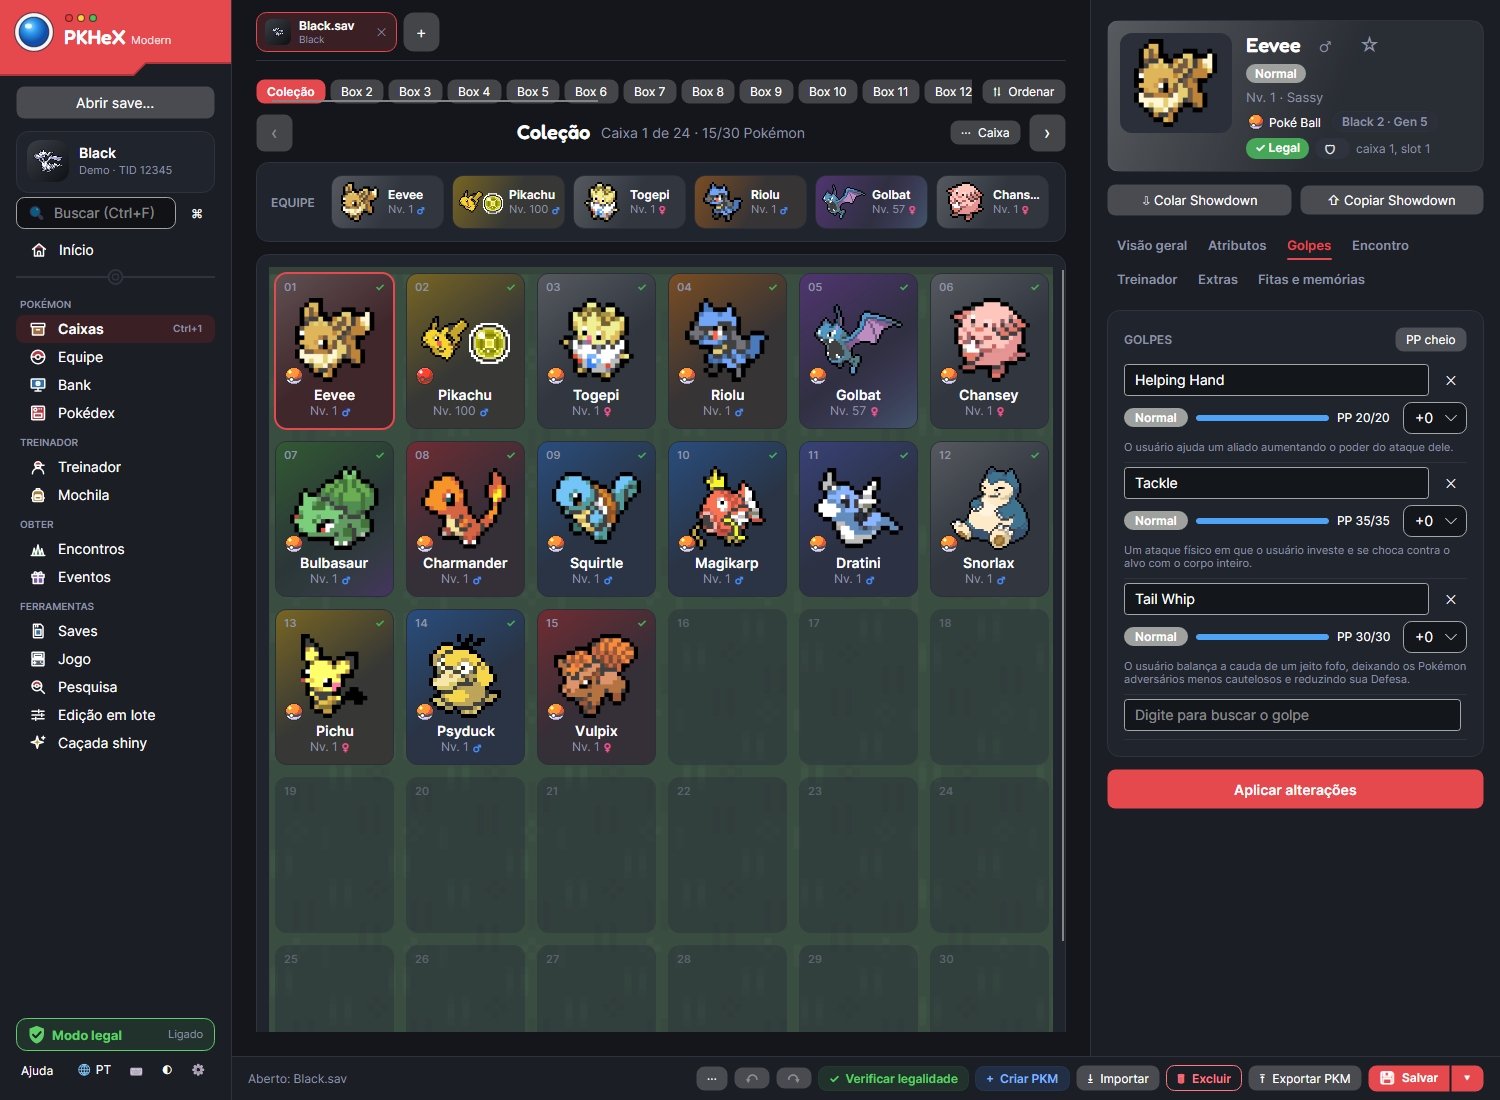 PKHeX Modern
Abrir save...
Black
Demo · TID 12345
Buscar (Ctrl+F)
⌘
Início
POKÉMON
Caixas Ctrl+1
Equipe
Bank
Pokédex
TREINADOR
Treinador
Mochila
OBTER
Encontros
Eventos
FERRAMENTAS
Saves
Jogo
Pesquisa
Edição em lote
Caçada shiny
Modo legal Ligado
Ajuda PT
Black.sav
Black
+
Coleção Box 2 Box 3 Box 4 Box 5 Box 6 Box 7 Box 8 Box 9 Box 10 Box 11 Box 12 Ordenar
‹ Coleção Caixa 1 de 24 · 15/30 Pokémon ··· Caixa ›
EQUIPE
Eevee
Nv. 1 ♂
Pikachu
Nv. 100 ♂
Togepi
Nv. 1 ♀
Riolu
Nv. 1 ♂
Golbat
Nv. 57 ♀
Chans...
Nv. 1 ♀
01 ✓ 02 ✓ 03 ✓ 04 ✓ 05 ✓ 06 ✓
Eevee Pikachu Togepi Riolu Golbat Chansey
Nv. 1 ♂ Nv. 100 ♂ Nv. 1 ♀ Nv. 1 ♂ Nv. 57 ♀ Nv. 1 ♀
07 ✓ 08 ✓ 09 ✓ 10 ✓ 11 ✓ 12 ✓
Bulbasaur Charmander Squirtle Magikarp Dratini Snorlax
Nv. 1 ♂ Nv. 1 ♂ Nv. 1 ♂ Nv. 1 ♂ Nv. 1 ♂ Nv. 1 ♂
13 ✓ 14 ✓ 15 ✓ 16 17 18
Pichu Psyduck Vulpix
Nv. 1 ♀ Nv. 1 ♂ Nv. 1 ♀
19 20 21 22 23 24
25 26 27 28 29 30
Eevee ♂ ☆
Normal
Nv. 1 · Sassy
Poké Ball Black 2 · Gen 5
✓ Legal caixa 1, slot 1
⇩ Colar Showdown ⇧ Copiar Showdown
Visão geral Atributos Golpes Encontro
Treinador Extras Fitas e memórias
GOLPES PP cheio
Helping Hand ×
Normal PP 20/20 +0
O usuário ajuda um aliado aumentando o poder do ataque dele.
Tackle ×
Normal PP 35/35 +0
Um ataque físico em que o usuário investe e se choca contra o
alvo com o corpo inteiro.
Tail Whip ×
Normal PP 30/30 +0
O usuário balança a cauda de um jeito fofo, deixando os Pokémon
adversários menos cautelosos e reduzindo sua Defesa.
Digite para buscar o golpe
Aplicar alterações
Aberto: Black.sav ··· ✓ Verificar legalidade + Criar PKM Importar Excluir Exportar PKM Salvar ▾